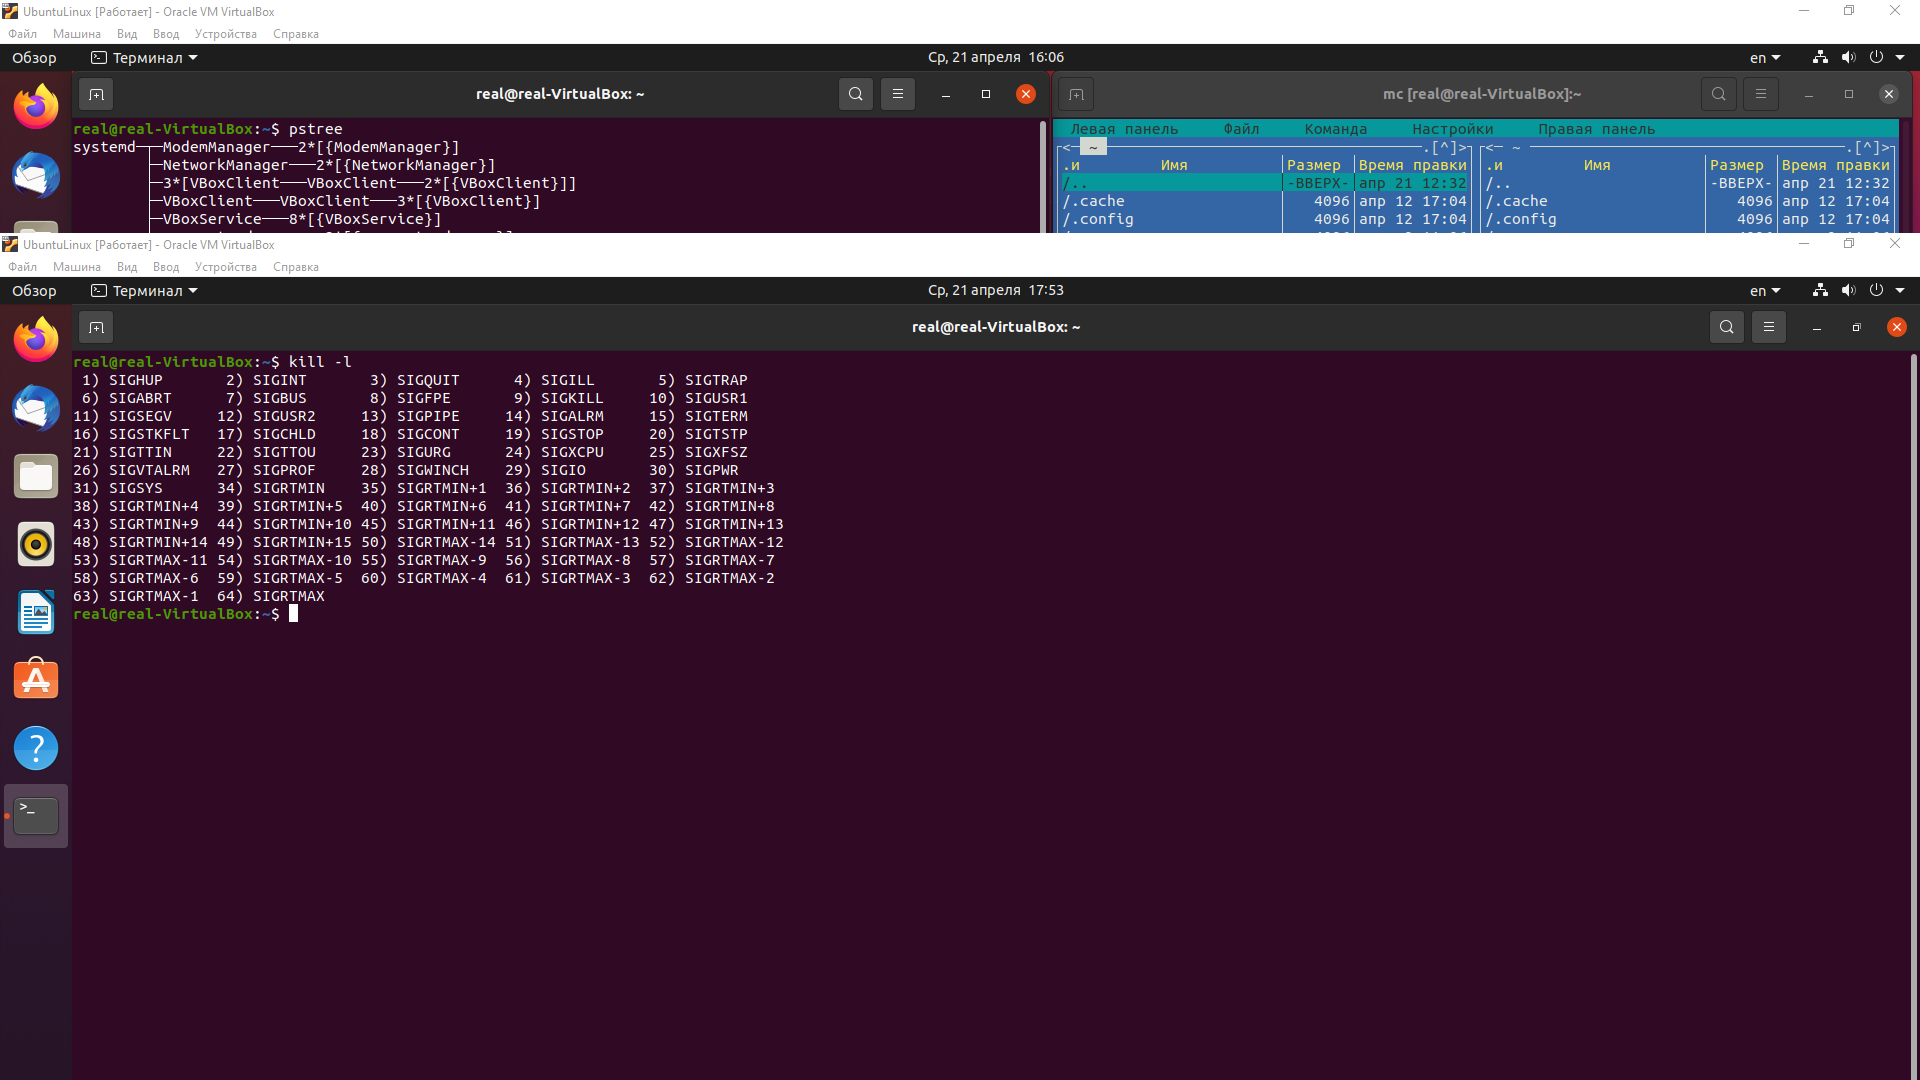 UbuntuLinux [Работает] - Oracle VM VirtualBox
Файл Машина Вид Ввод Устройства Справка
Обзор Терминал Ср, 21 апреля 16:06 en
real@real-VirtualBox: ~
real@real-VirtualBox:~$ pstree
systemd─┬─ModemManager───2*[{ModemManager}]
├─NetworkManager───2*[{NetworkManager}]
├─3*[VBoxClient───VBoxClient───2*[{VBoxClient}]]
├─VBoxClient───VBoxClient───3*[{VBoxClient}]
├─VBoxService───8*[{VBoxService}]
mc [real@real-VirtualBox]:~
Левая панель Файл Команда Настройки Правая панель
<─ ~ ─.[^]>┐┌<─ ~ ─.[^]>┐
.и Имя Размер Время правки .и Имя Размер Время правки
/.. -ВВЕРХ- апр 21 12:32 /.. -ВВЕРХ- апр 21 12:32
/.cache 4096 апр 12 17:04 /.cache 4096 апр 12 17:04
/.config 4096 апр 12 17:04 /.config 4096 апр 12 17:04
UbuntuLinux [Работает] - Oracle VM VirtualBox
Файл Машина Вид Ввод Устройства Справка
Обзор Терминал Ср, 21 апреля 17:53 en
real@real-VirtualBox: ~
real@real-VirtualBox:~$ kill -l
1) SIGHUP 2) SIGINT 3) SIGQUIT 4) SIGILL 5) SIGTRAP
6) SIGABRT 7) SIGBUS 8) SIGFPE 9) SIGKILL 10) SIGUSR1
11) SIGSEGV 12) SIGUSR2 13) SIGPIPE 14) SIGALRM 15) SIGTERM
16) SIGSTKFLT 17) SIGCHLD 18) SIGCONT 19) SIGSTOP 20) SIGTSTP
21) SIGTTIN 22) SIGTTOU 23) SIGURG 24) SIGXCPU 25) SIGXFSZ
26) SIGVTALRM 27) SIGPROF 28) SIGWINCH 29) SIGIO 30) SIGPWR
31) SIGSYS 34) SIGRTMIN 35) SIGRTMIN+1 36) SIGRTMIN+2 37) SIGRTMIN+3
38) SIGRTMIN+4 39) SIGRTMIN+5 40) SIGRTMIN+6 41) SIGRTMIN+7 42) SIGRTMIN+8
43) SIGRTMIN+9 44) SIGRTMIN+10 45) SIGRTMIN+11 46) SIGRTMIN+12 47) SIGRTMIN+13
48) SIGRTMIN+14 49) SIGRTMIN+15 50) SIGRTMAX-14 51) SIGRTMAX-13 52) SIGRTMAX-12
53) SIGRTMAX-11 54) SIGRTMAX-10 55) SIGRTMAX-9 56) SIGRTMAX-8 57) SIGRTMAX-7
58) SIGRTMAX-6 59) SIGRTMAX-5 60) SIGRTMAX-4 61) SIGRTMAX-3 62) SIGRTMAX-2
63) SIGRTMAX-1 64) SIGRTMAX
real@real-VirtualBox:~$